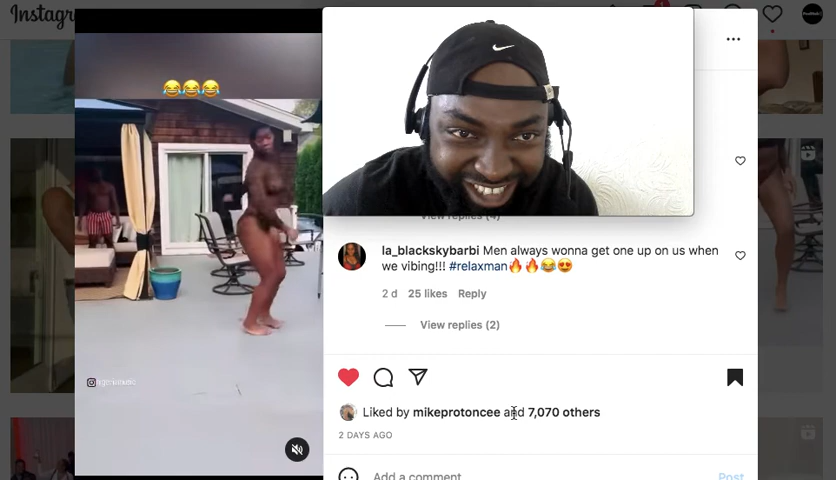 Instagram
😂😂😂
View replies (4)
la_blackskybarbi Men always wonna get one up on us when
we vibing!!! #relaxman🔥🔥😂😍
2 d 25 likes Reply
View replies (2)
Liked by mikeprotoncee and 7,070 others
2 DAYS AGO
Add a comment
Post